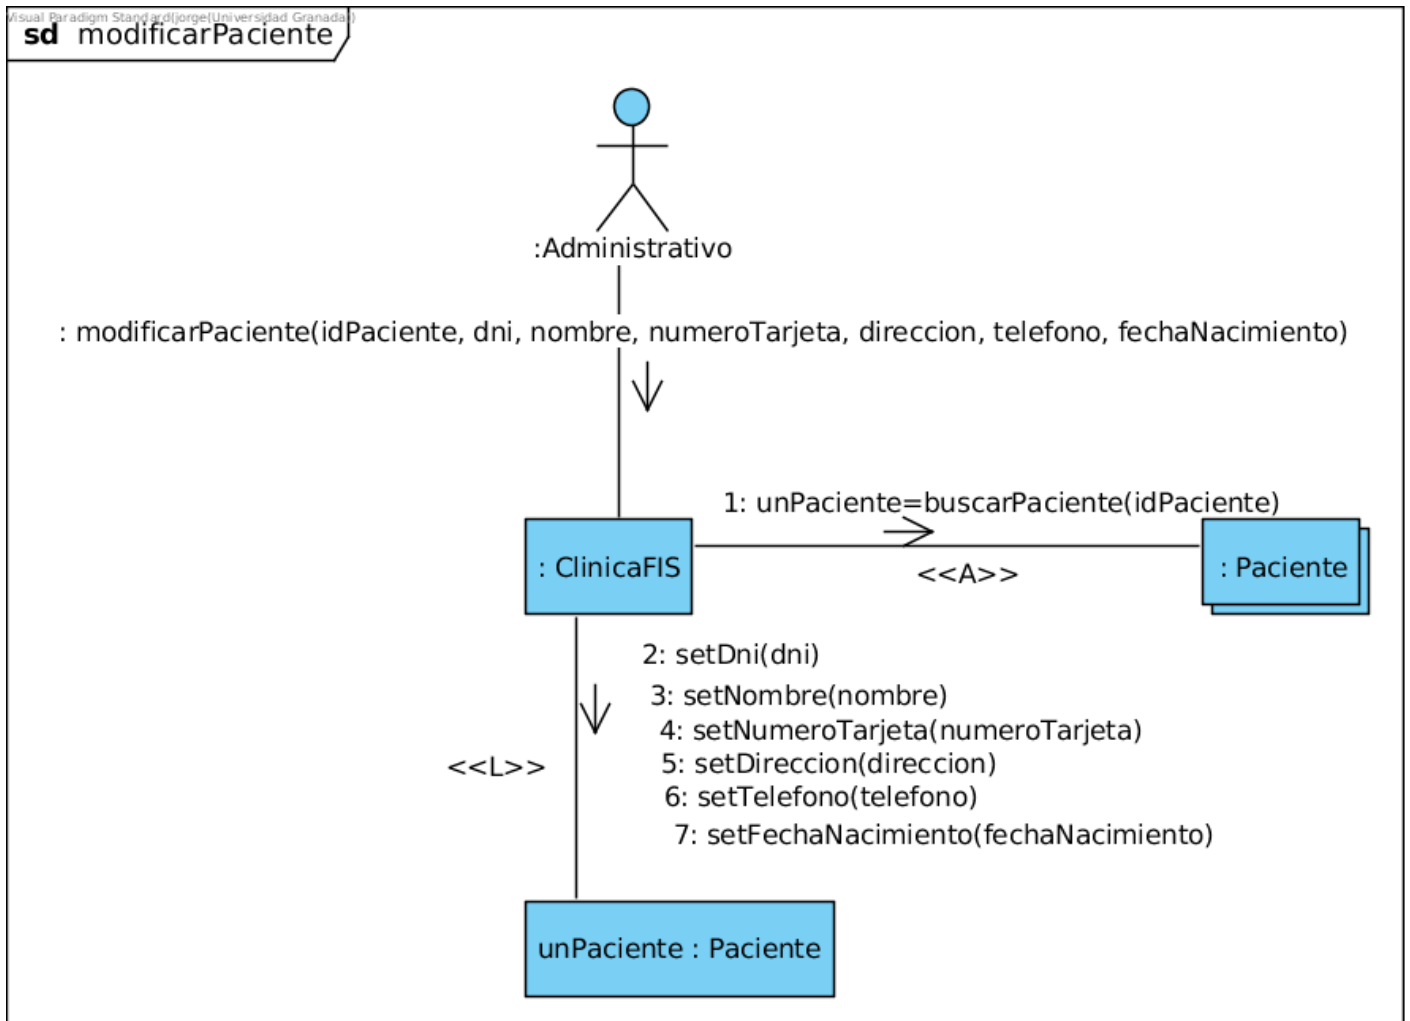 Visual Paradigm Standard(jorge(Universidad Granada))
sd modificarPaciente
:Administrativo
: modificarPaciente(idPaciente, dni, nombre, numeroTarjeta, direccion, telefono, fechaNacimiento)
1: unPaciente=buscarPaciente(idPaciente)
: ClinicaFIS
<<A>>
: Paciente
2: setDni(dni)
3: setNombre(nombre)
4: setNumeroTarjeta(numeroTarjeta)
<<L>>
5: setDireccion(direccion)
6: setTelefono(telefono)
7: setFechaNacimiento(fechaNacimiento)
unPaciente : Paciente